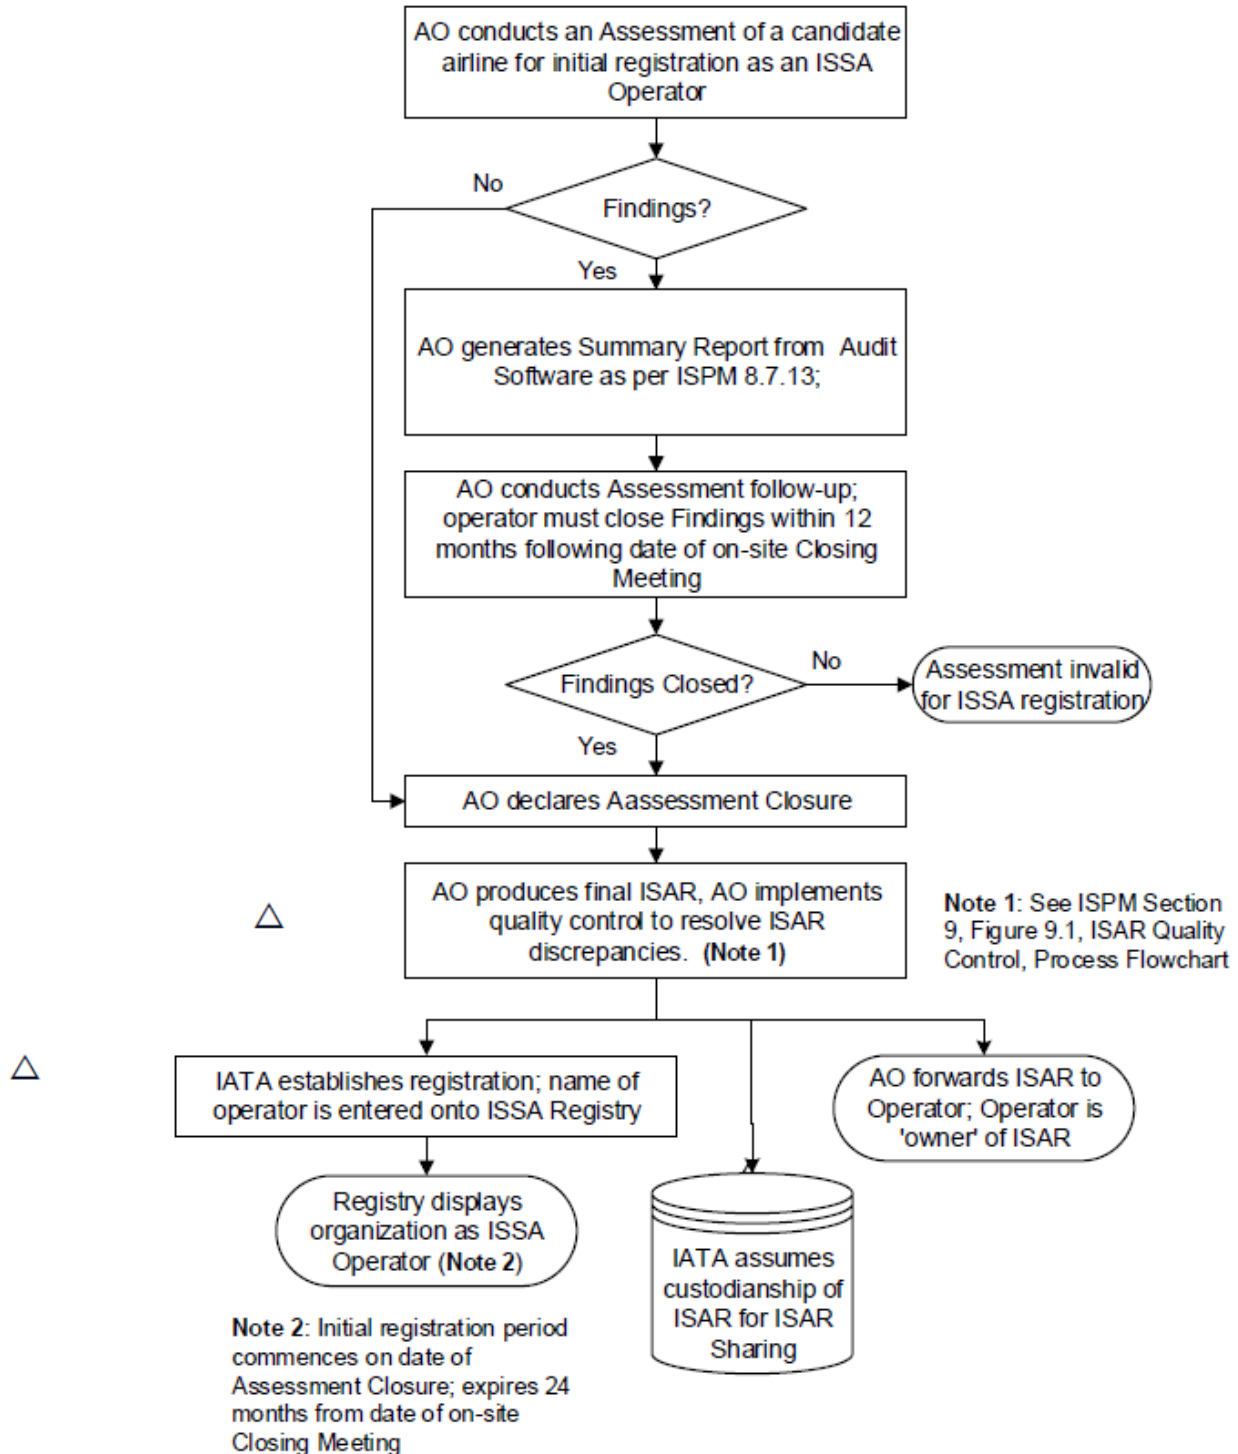 AO conducts an Assessment of a candidate
airline for initial registration as an ISSA
Operator
No
Findings?
Yes
AO generates Summary Report from Audit
Software as per ISPM 8.7.13;
AO conducts Assessment follow-up;
operator must close Findings within 12
months following date of on-site Closing
Meeting
Findings Closed?
No
Assessment invalid
for ISSA registration
Yes
AO declares Aassessment Closure
AO produces final ISAR, AO implements
quality control to resolve ISAR
discrepancies. (Note 1)
Note 1: See ISPM Section
9, Figure 9.1, ISAR Quality
Control, Process Flowchart
IATA establishes registration; name of
operator is entered onto ISSA Registry
AO forwards ISAR to
Operator; Operator is
'owner' of ISAR
Registry displays
organization as ISSA
Operator (Note 2)
IATA assumes
custodianship of
ISAR for ISAR
Sharing
Note 2: Initial registration period
commences on date of
Assessment Closure; expires 24
months from date of on-site
Closing Meeting